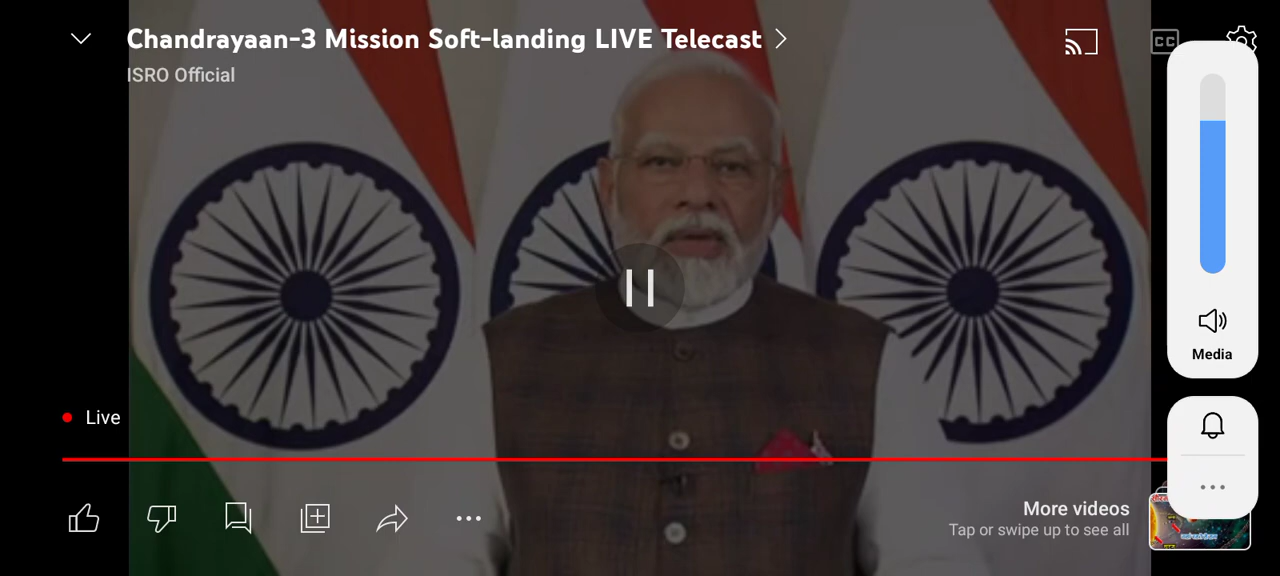 Chandrayaan-3 Mission Soft-landing LIVE Telecast
ISRO Official
CC
Media
Live
More videos
Tap or swipe up to see all